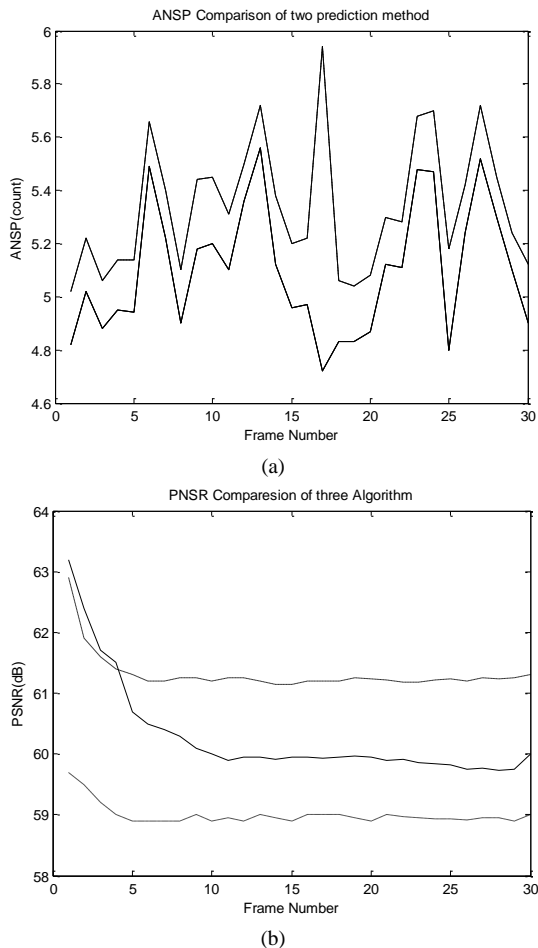 ANSP Comparison of two prediction method
6
5.8
5.6
5.4
5.2
5
4.8
4.6
ANSP(count)
0 5 10 15 20 25 30
Frame Number
(a)
PNSR Comparesion of three Algorithm
64
63
62
61
60
59
58
PSNR(dB)
0 5 10 15 20 25 30
Frame Number
(b)